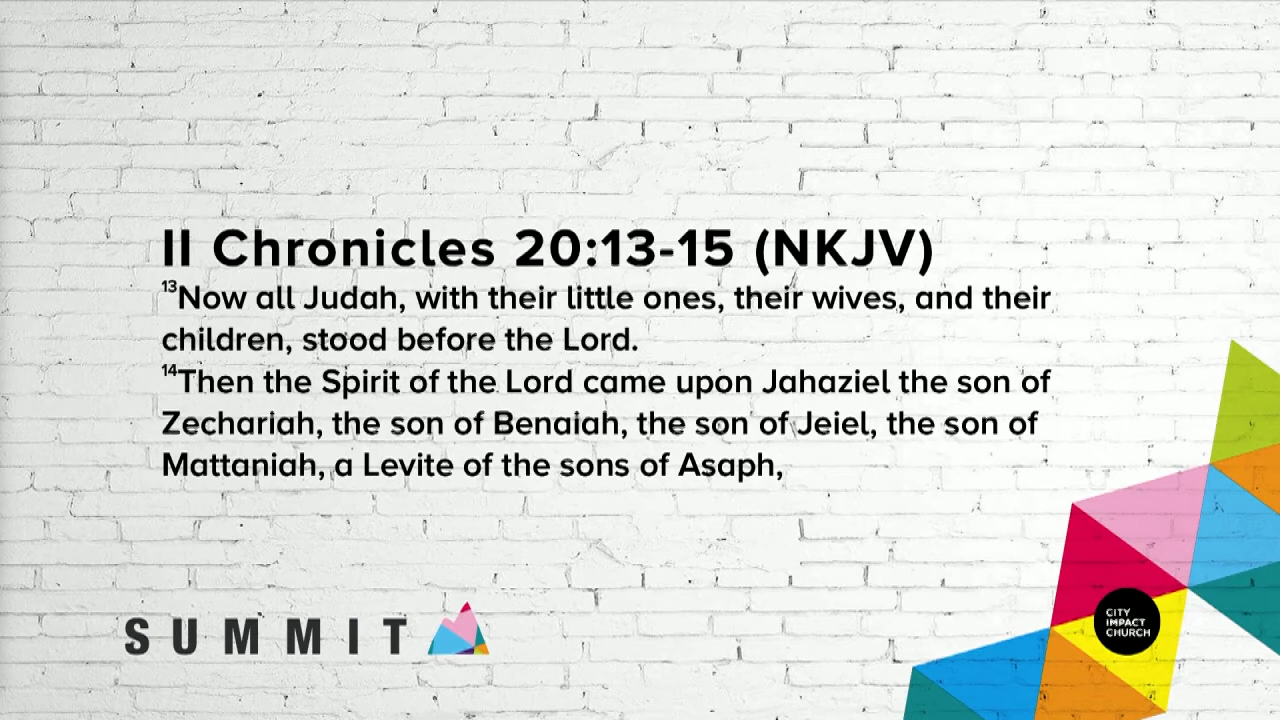 II Chronicles 20:13-15 (NKJV)
¹³Now all Judah, with their little ones, their wives, and their
children, stood before the Lord.
¹⁴Then the Spirit of the Lord came upon Jahaziel the son of
Zechariah, the son of Benaiah, the son of Jeiel, the son of
Mattaniah, a Levite of the sons of Asaph,
SUMMIT
CITY
IMPACT
CHURCH